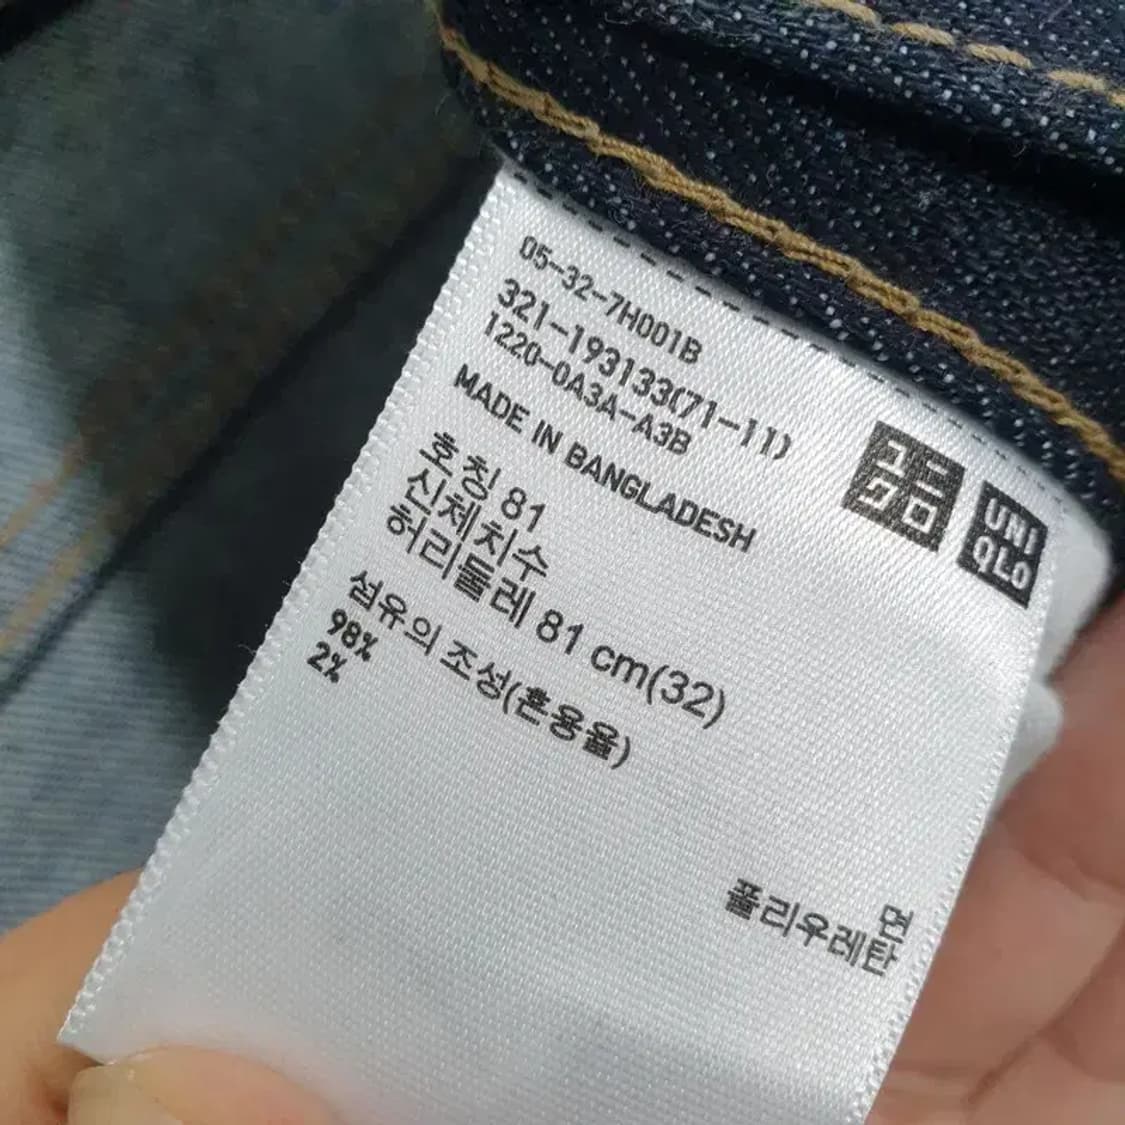 05-32-7H001B
321-193133(71-11)
1220-0A3A-A3B
MADE IN BANGLADESH
호칭 81
신체치수
허리둘레 81 cm(32)
섬유의 조성(혼용율)
98%
2%
면
폴리우레탄
ユニ
クロ
UNI
QLO